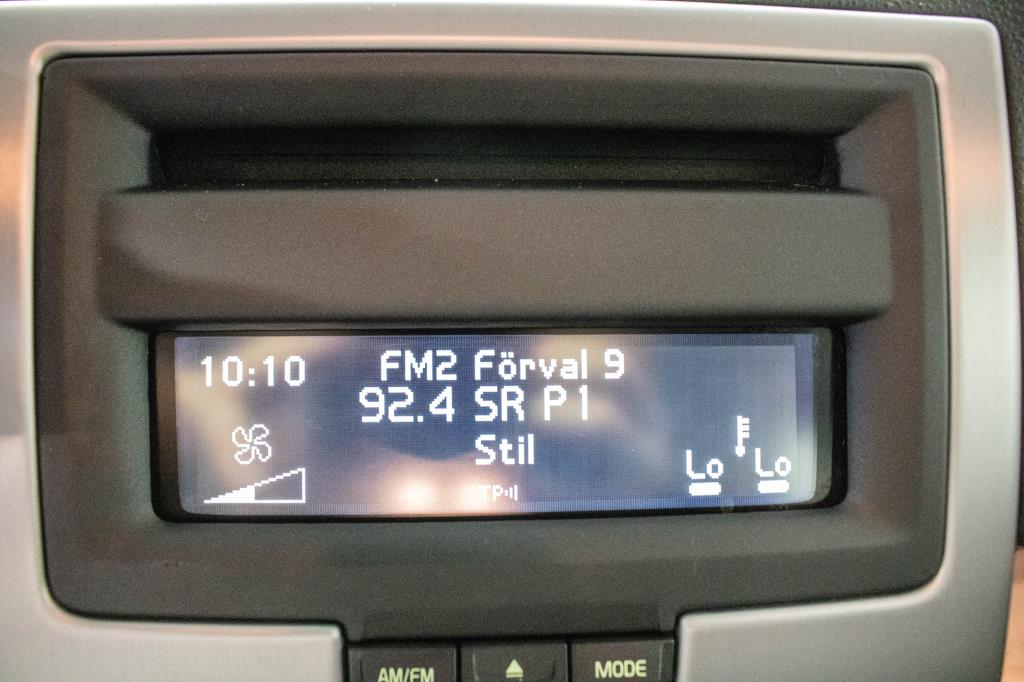 10:10 FM2 Förval 9
92.4 SR P1
Stil
Lo Lo
TP
AM/FM MODE